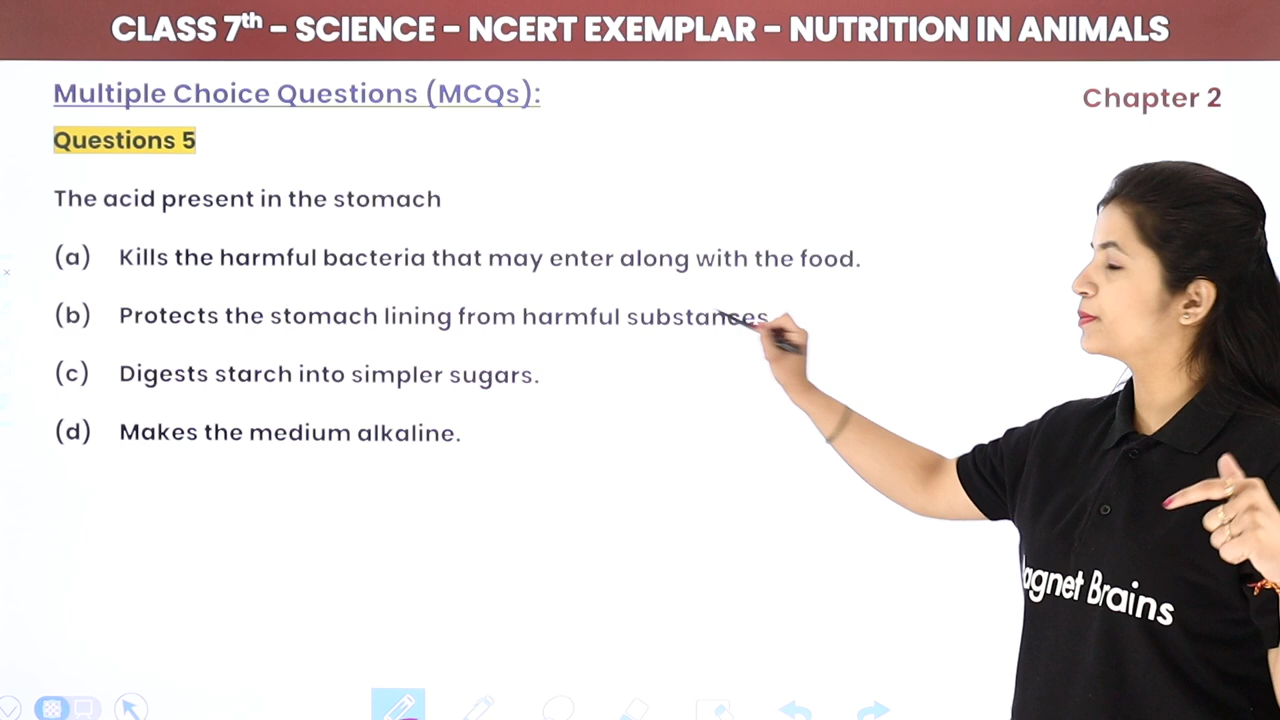 CLASS 7th - SCIENCE - NCERT EXEMPLAR - NUTRITION IN ANIMALS
Multiple Choice Questions (MCQs):
Chapter 2
Questions 5
The acid present in the stomach
(a) Kills the harmful bacteria that may enter along with the food.
(b) Protects the stomach lining from harmful substances
(c) Digests starch into simpler sugars.
(d) Makes the medium alkaline.
agnet Brains